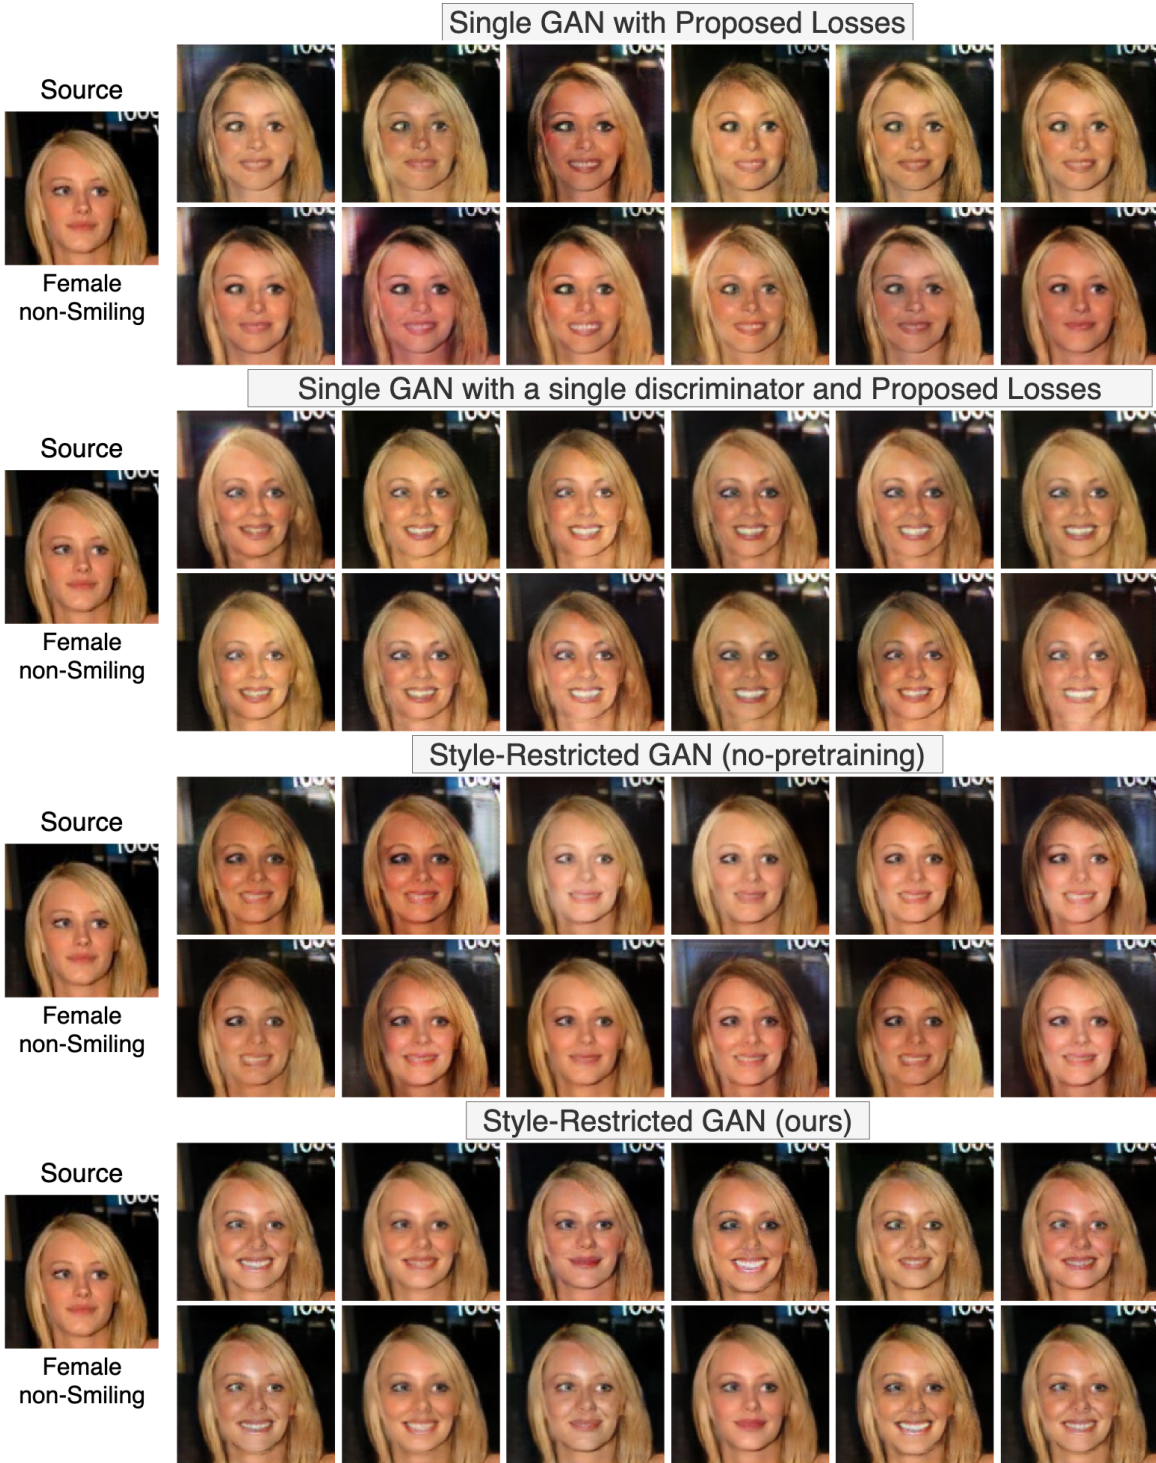 Single GAN with Proposed Losses
Source
Female
non-Smiling
Single GAN with a single discriminator and Proposed Losses
Source
Female
non-Smiling
Style-Restricted GAN (no-pretraining)
Source
Female
non-Smiling
Style-Restricted GAN (ours)
Source
Female
non-Smiling